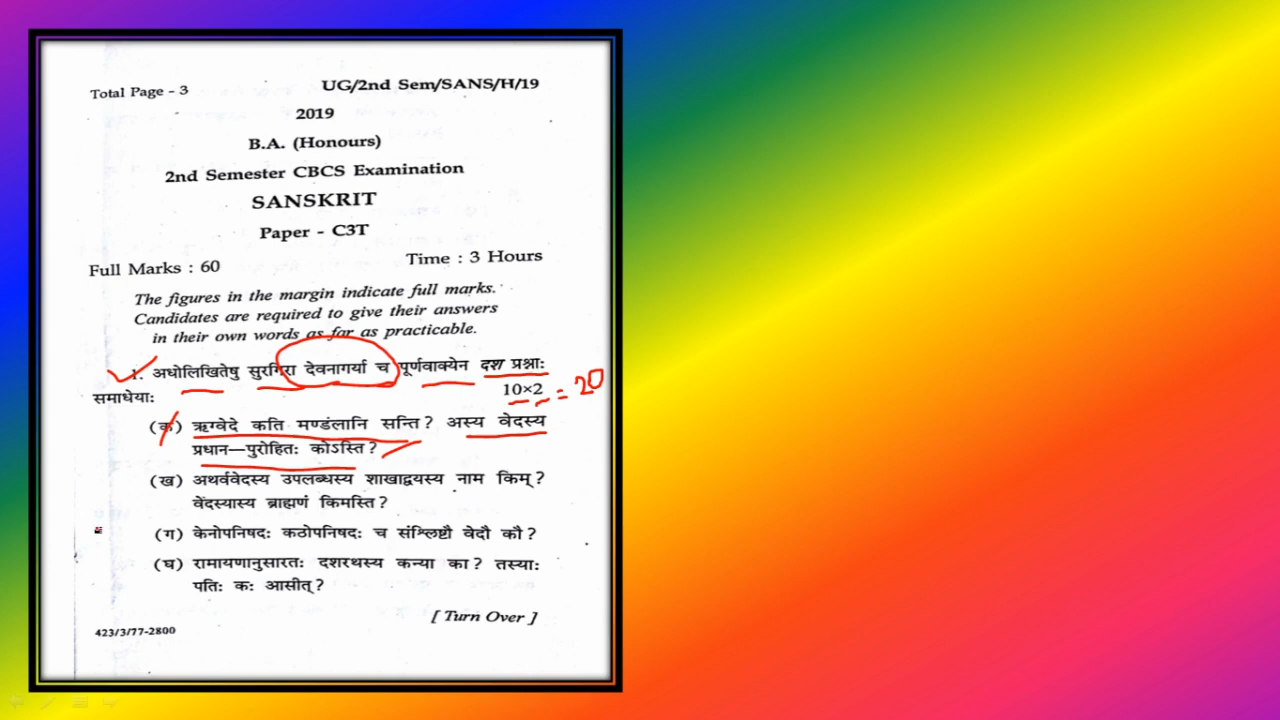 Total Page - 3 UG/2nd Sem/SANS/H/19
2019
B.A. (Honours)
2nd Semester CBCS Examination
SANSKRIT
Paper - C3T
Full Marks : 60 Time : 3 Hours
The figures in the margin indicate full marks.
Candidates are required to give their answers
in their own words as far as practicable.
1. अधोलिखितेषु सुरगिरा देवनागर्या च पूर्णवाक्येन दश प्रश्नाः
समाधेयाः 10×2 = 20
(क) ऋग्वेदे कति मण्डंलानि सन्ति? अस्य वेदस्य
प्रधान—पुरोहितः कोऽस्ति?
(ख) अथर्ववेदस्य उपलब्धस्य शाखाद्वयस्य नाम किम्?
वेंदस्यास्य ब्राह्मणं किमस्ति?
(ग) केनोपनिषदः कठोपनिषदः च संश्लिष्टौ वेदौ कौ?
(घ) रामायणानुसारतः दशरथस्य कन्या का? तस्याः
पतिः कः आसीत्?
[ Turn Over ]
423/3/77-2800